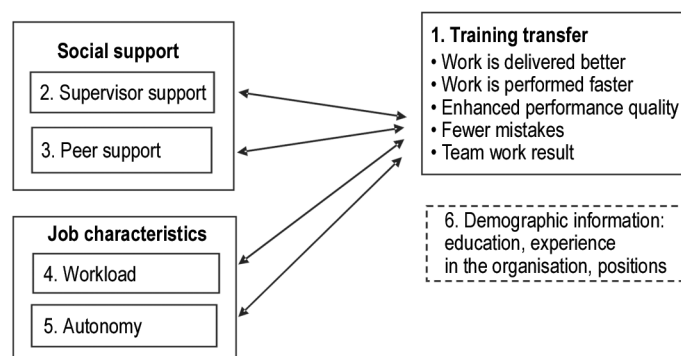 Social support
2. Supervisor support
3. Peer support
Job characteristics
4. Workload
5. Autonomy
1. Training transfer
• Work is delivered better
• Work is performed faster
• Enhanced performance quality
• Fewer mistakes
• Team work result
6. Demographic information:
education, experience
in the organisation, positions